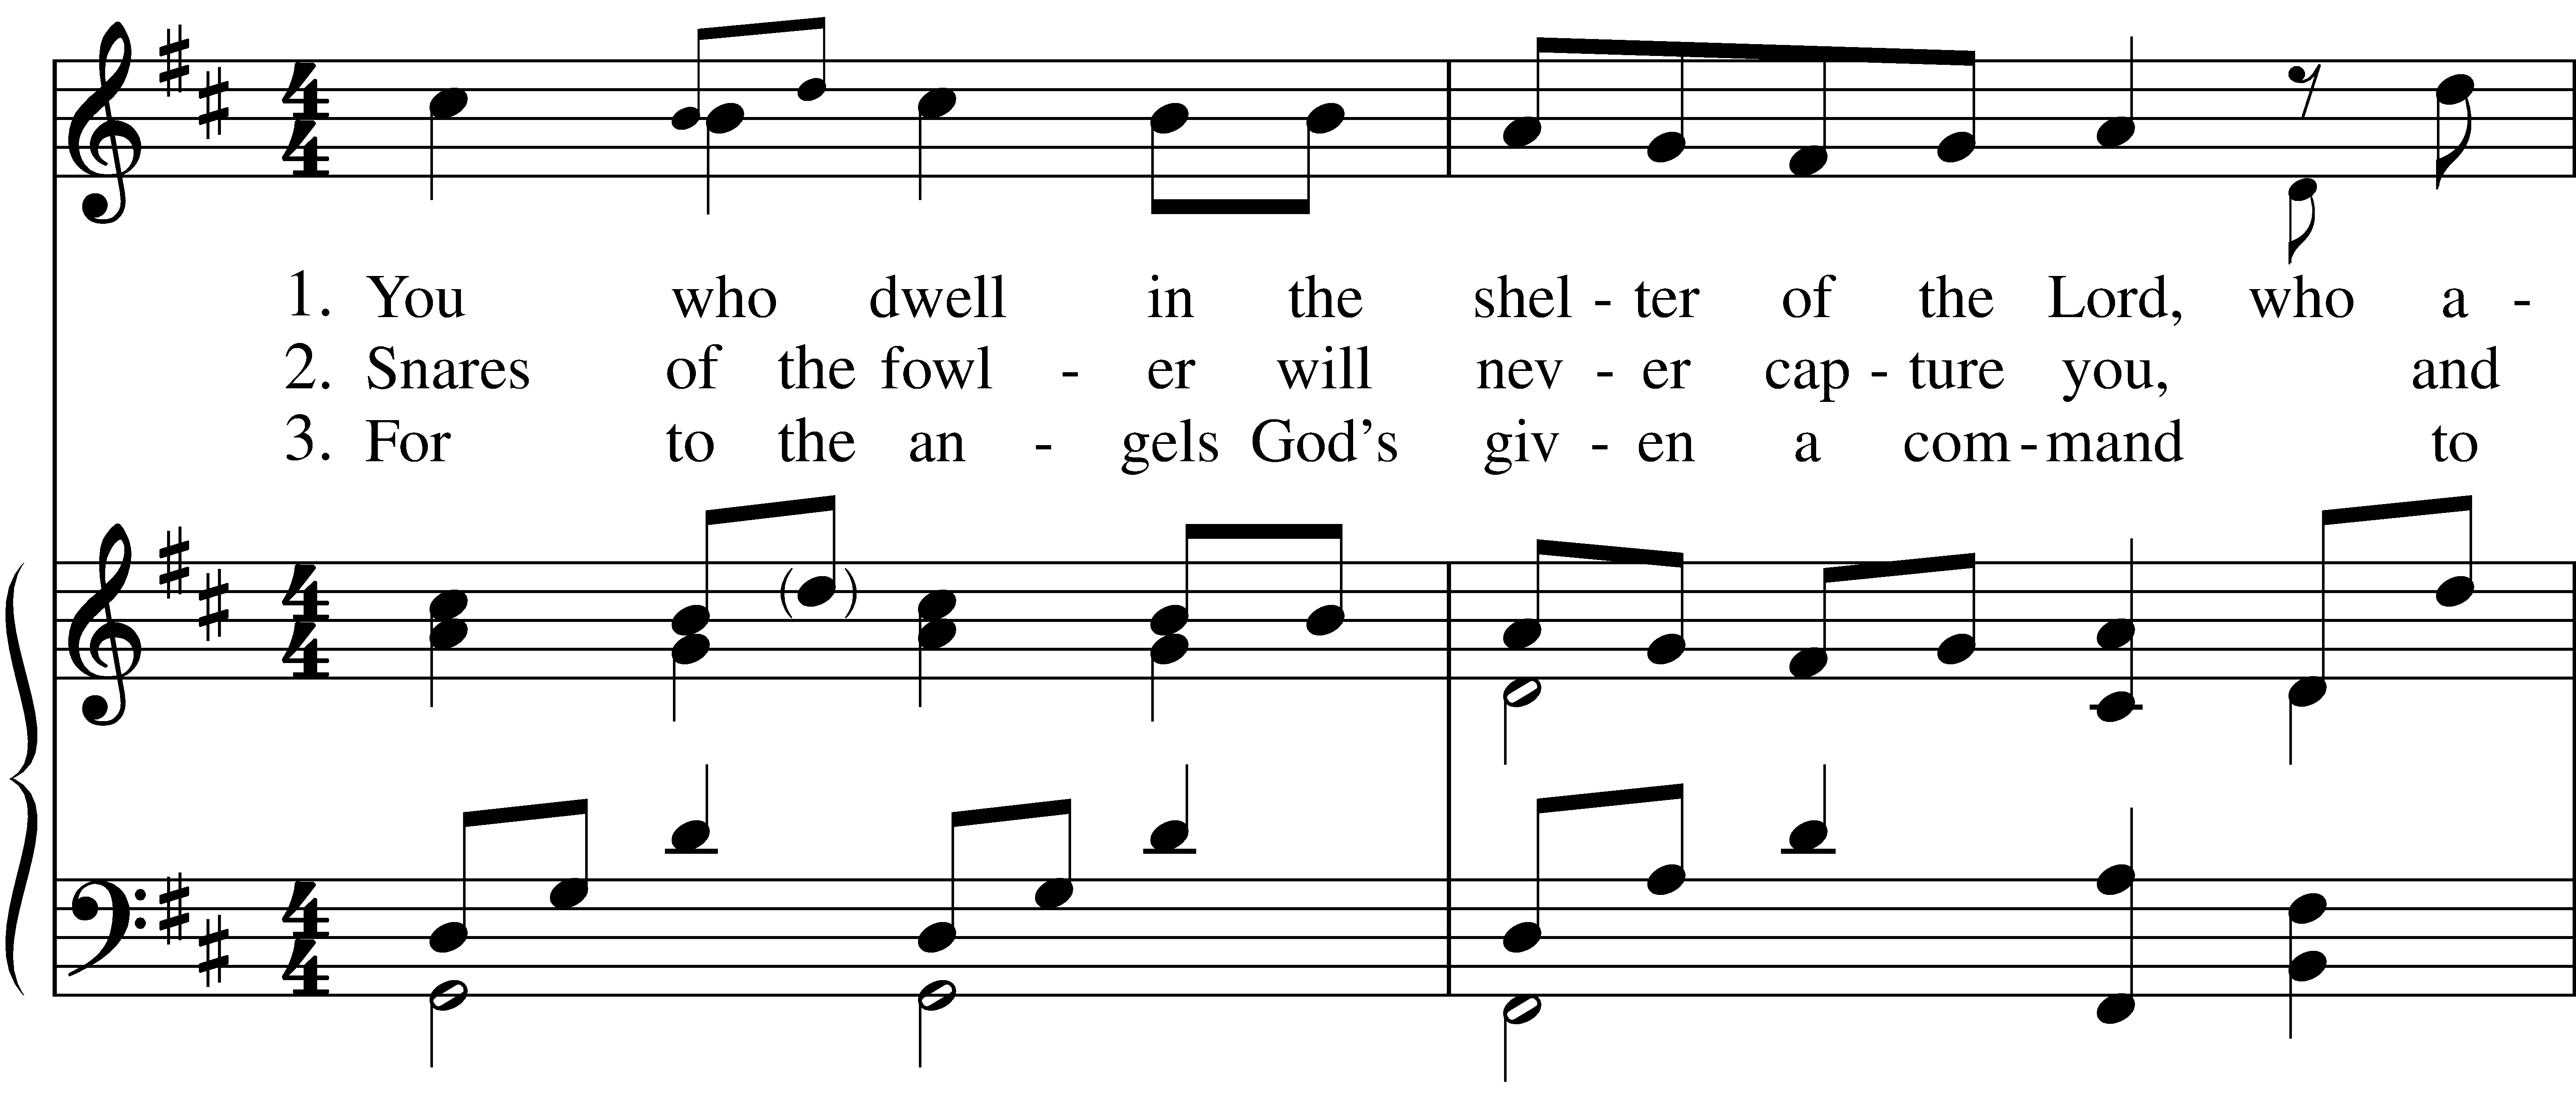 1. You who dwell in the shel - ter of the Lord, who a -
2. Snares of the fowl - er will nev - er cap - ture you, and
3. For to the an - gels God's giv - en a com - mand to